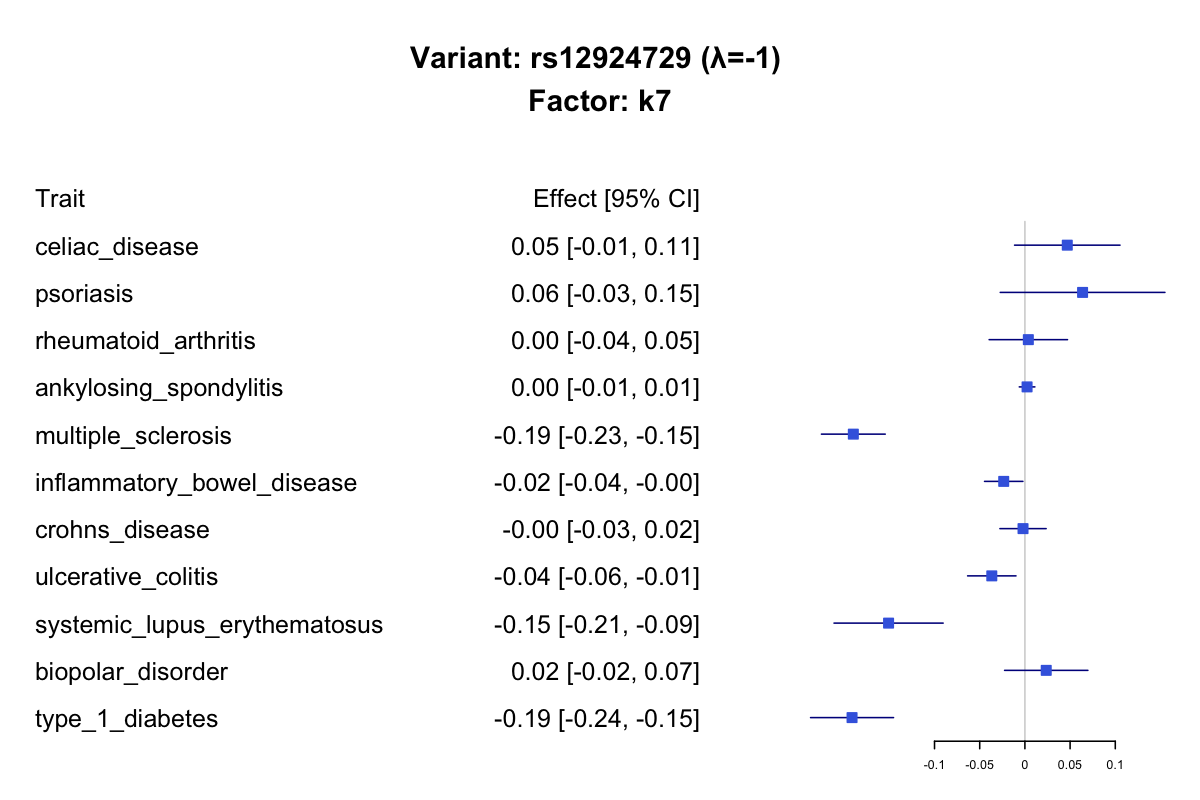 Variant: rs12924729 (λ=-1)
Factor: k7
Trait Effect [95% CI]
celiac_disease 0.05 [-0.01, 0.11]
psoriasis 0.06 [-0.03, 0.15]
rheumatoid_arthritis 0.00 [-0.04, 0.05]
ankylosing_spondylitis 0.00 [-0.01, 0.01]
multiple_sclerosis -0.19 [-0.23, -0.15]
inflammatory_bowel_disease -0.02 [-0.04, -0.00]
crohns_disease -0.00 [-0.03, 0.02]
ulcerative_colitis -0.04 [-0.06, -0.01]
systemic_lupus_erythematosus -0.15 [-0.21, -0.09]
biopolar_disorder 0.02 [-0.02, 0.07]
type_1_diabetes -0.19 [-0.24, -0.15]
-0.1 -0.05 0 0.05 0.1